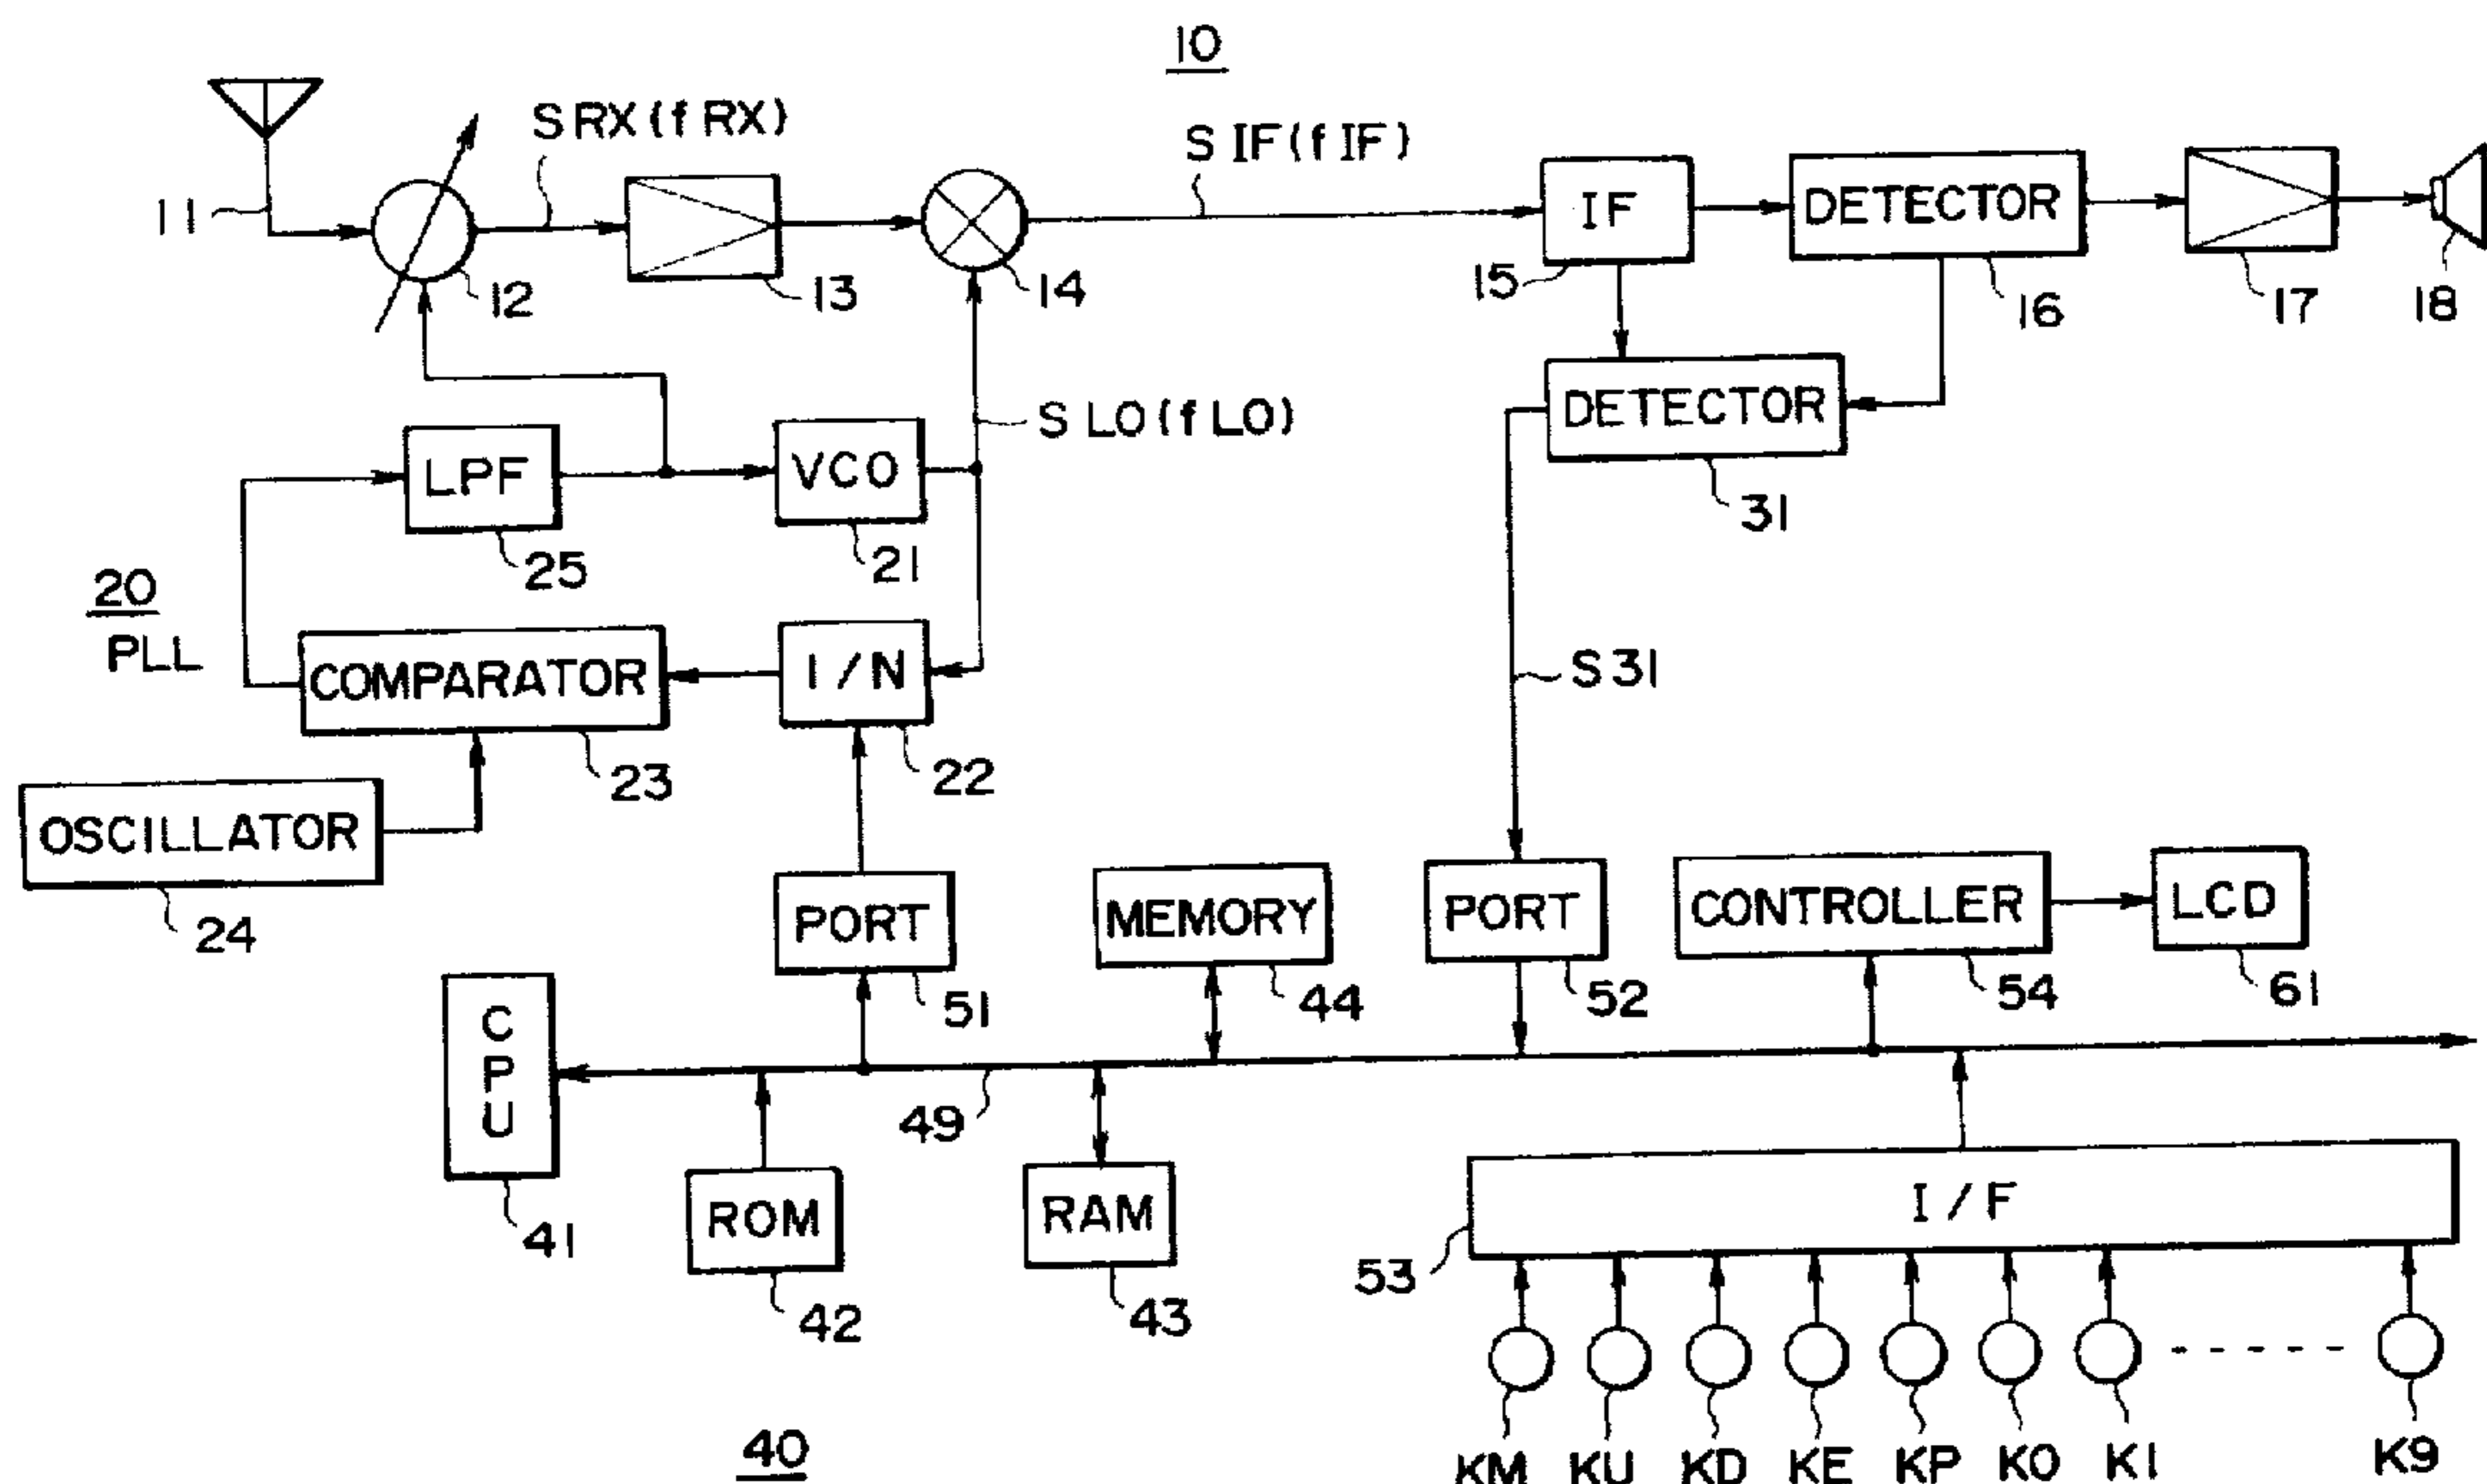 10
S RX (f RX)
S IF (f IF)
11
12
13
14
IF
15
DETECTOR
16
17
18
DETECTOR
31
S LO (f LO)
LPF
25
VCO
21
20
PLL
COMPARATOR
23
I/N
22
S31
OSCILLATOR
24
PORT
51
MEMORY
44
PORT
52
CONTROLLER
54
LCD
61
CPU
41
49
ROM
42
RAM
43
I/F
53
KM KU KD KE KP K0 K1 K9
40